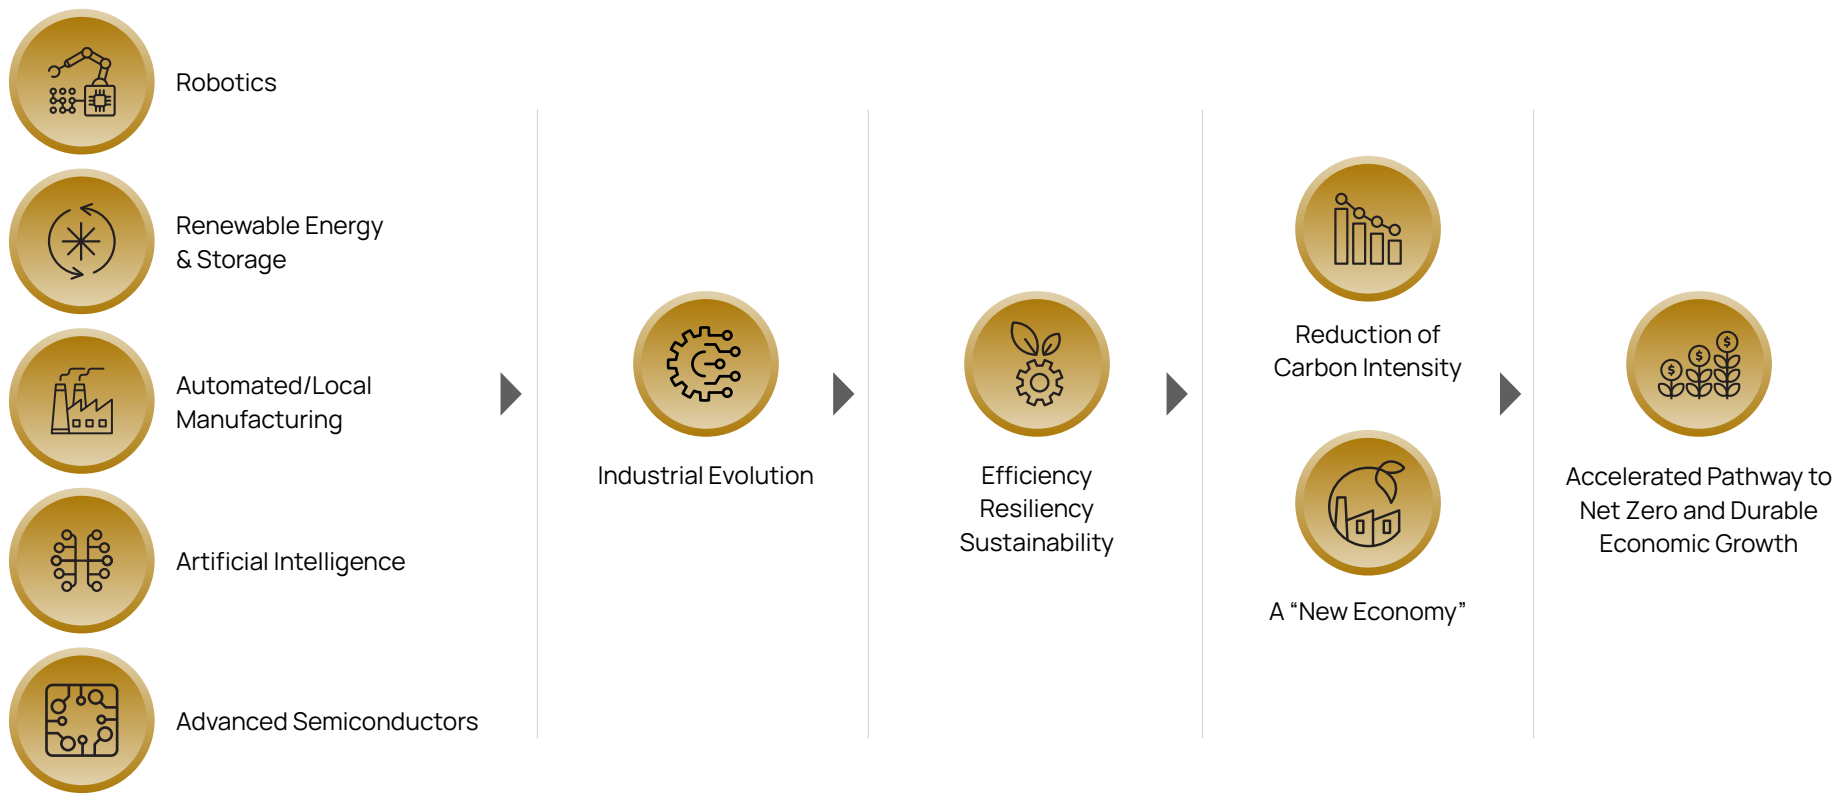 Robotics
Renewable Energy
& Storage
Automated/Local
Manufacturing
Artificial Intelligence
Advanced Semiconductors
Industrial Evolution
Efficiency
Resiliency
Sustainability
Reduction of
Carbon Intensity
A “New Economy”
$
$
$
Accelerated Pathway to
Net Zero and Durable
Economic Growth